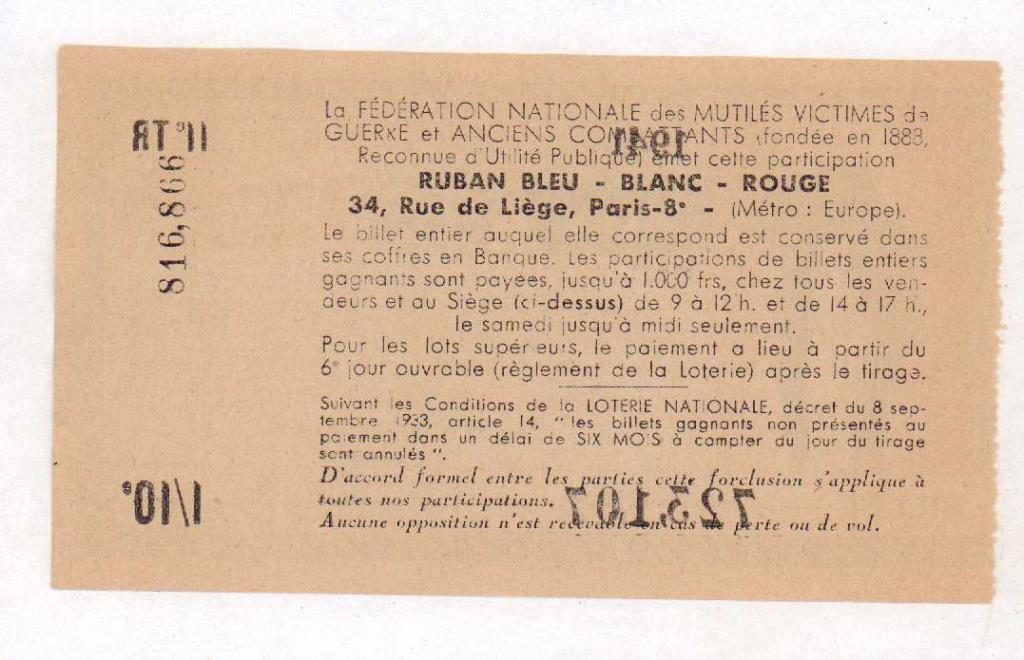 La FÉDÉRATION NATIONALE des MUTILÉS VICTIMES de
GUERRE et ANCIENS COMBATTANTS (fondée en 1888,
Reconnue d'Utilité Publique) émet cette participation
RUBAN BLEU - BLANC - ROUGE
34, Rue de Liège, Paris-8e - (Métro : Europe).
Le billet entier auquel elle correspond est conservé dans
ses coffres en Banque. Les participations de billets entiers
gagnants sont payées, jusqu'à 1.000 frs, chez tous les ven-
deurs et au Siège (ci-dessus) de 9 à 12 h. et de 14 à 17 h.,
le samedi jusqu'à midi seulement.
Pour les lots supérieurs, le paiement a lieu à partir du
6e jour ouvrable (règlement de la Loterie) après le tirage.
Suivant les Conditions de la LOTERIE NATIONALE, décret du 8 sep-
tembre 1933, article 14, " les billets gagnants non présentés au
paiement dans un délai de SIX MOIS à compter du jour du tirage
sont annulés ".
D'accord formel entre les parties cette forclusion s'applique à
toutes nos participations.
Aucune opposition n'est recevable en cas de perte ou de vol.
11e TR
816,866
1/10e
1941
723,107